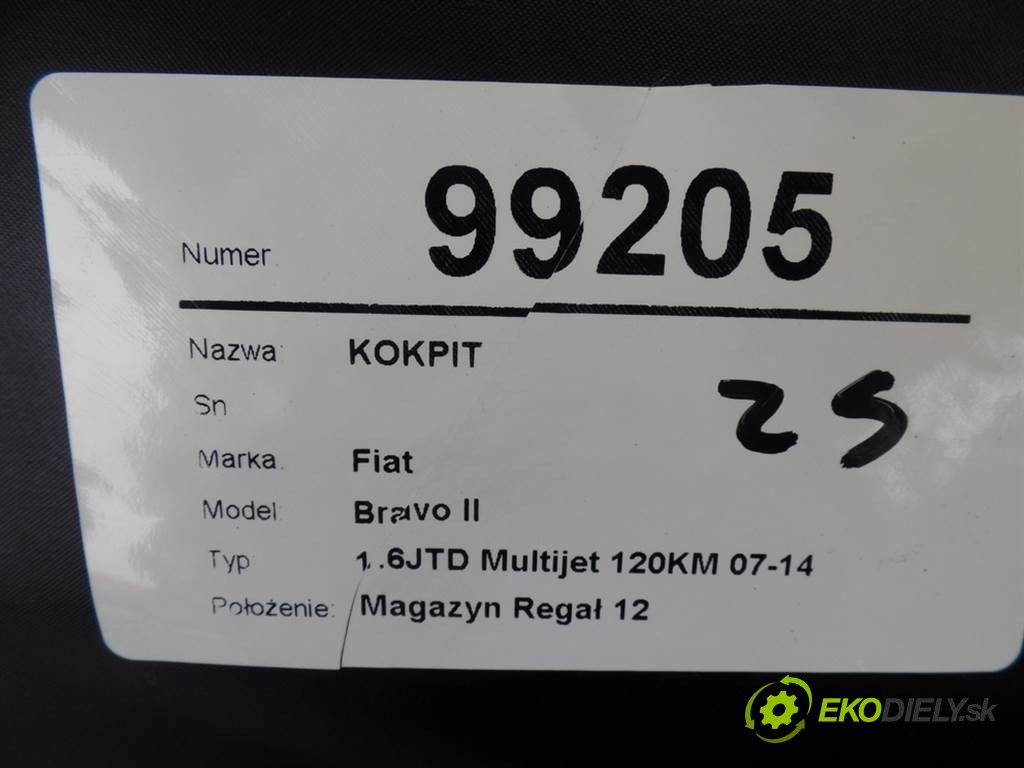 Numer 99205
Nazwa: KOKPIT
Sn
25
Marka: Fiat
Model: Bravo II
Typ 1.6JTD Multijet 120KM 07-14
Położenie: Magazyn Regał 12
EKODIELY.sk